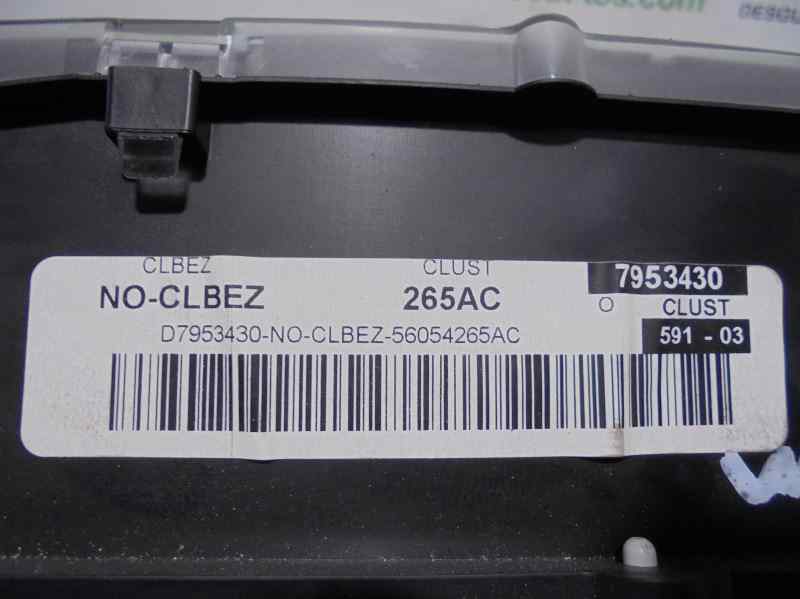 CLBEZ CLUST 7953430
NO-CLBEZ 265AC O CLUST
D7953430-NO-CLBEZ-56054265AC 591 - 03